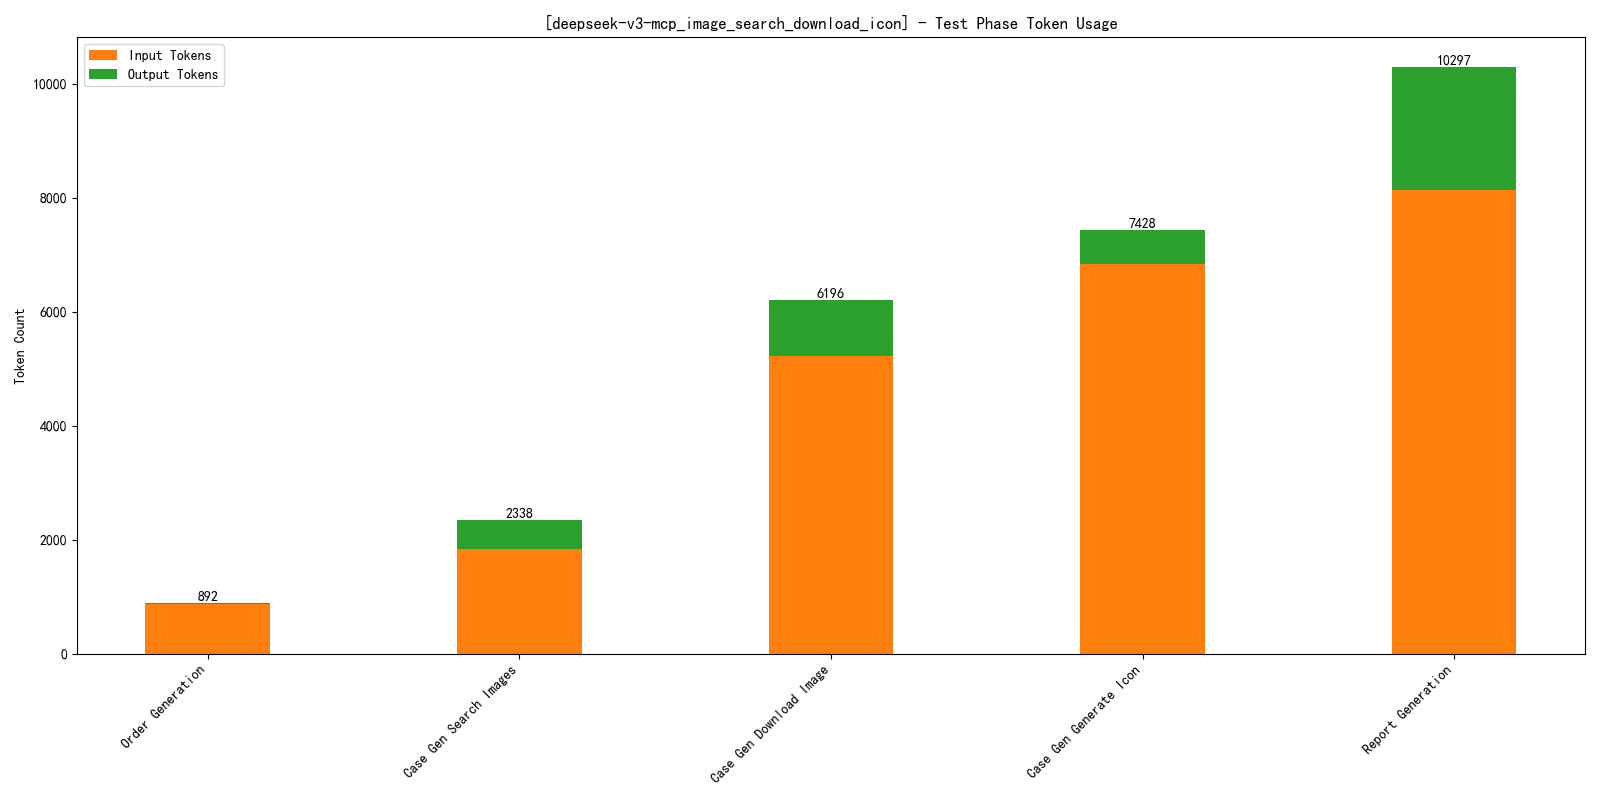 [deepseek-v3-mcp_image_search_download_icon] - Test Phase Token Usage
Input Tokens
Output Tokens
Token Count
10000
8000
6000
4000
2000
0
892
2338
6196
7428
10297
Order Generation
Case Gen Search Images
Case Gen Download Image
Case Gen Generate Icon
Report Generation